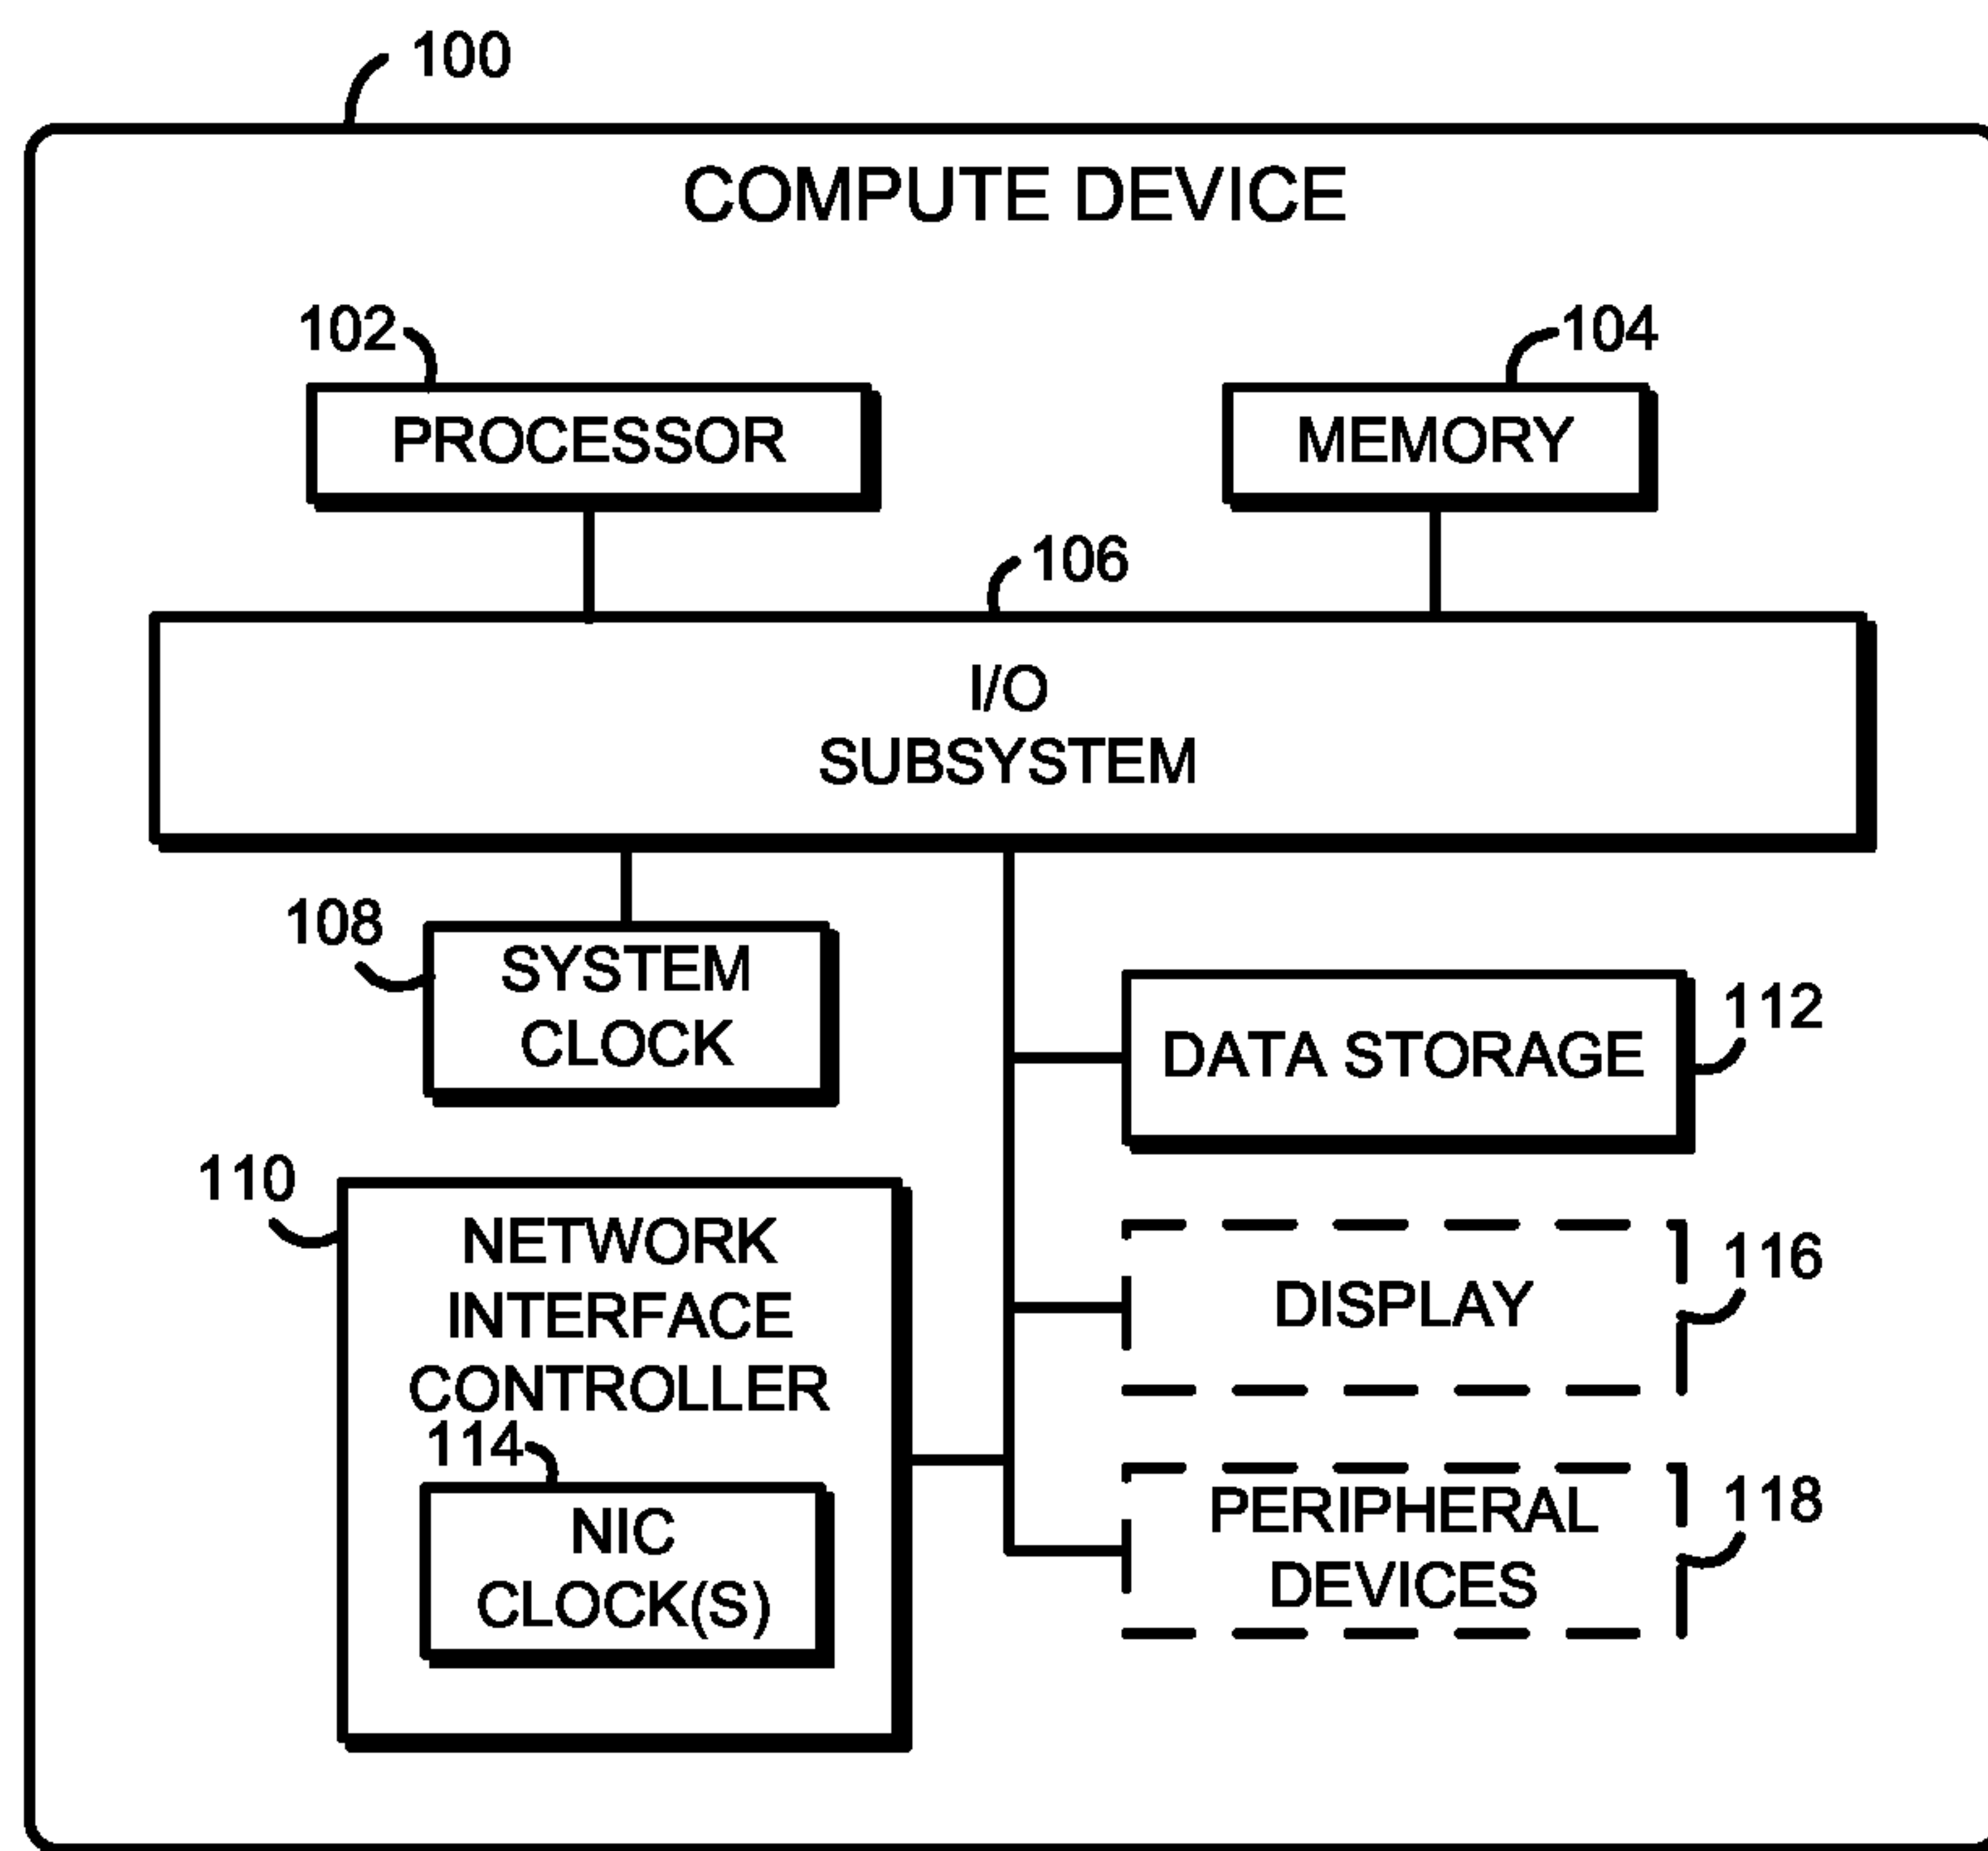 100
COMPUTE DEVICE
102
104
PROCESSOR
MEMORY
106
I/O
SUBSYSTEM
108
SYSTEM
CLOCK
112
DATA STORAGE
110
NETWORK
INTERFACE
CONTROLLER
114
NIC
CLOCK(S)
116
DISPLAY
118
PERIPHERAL
DEVICES